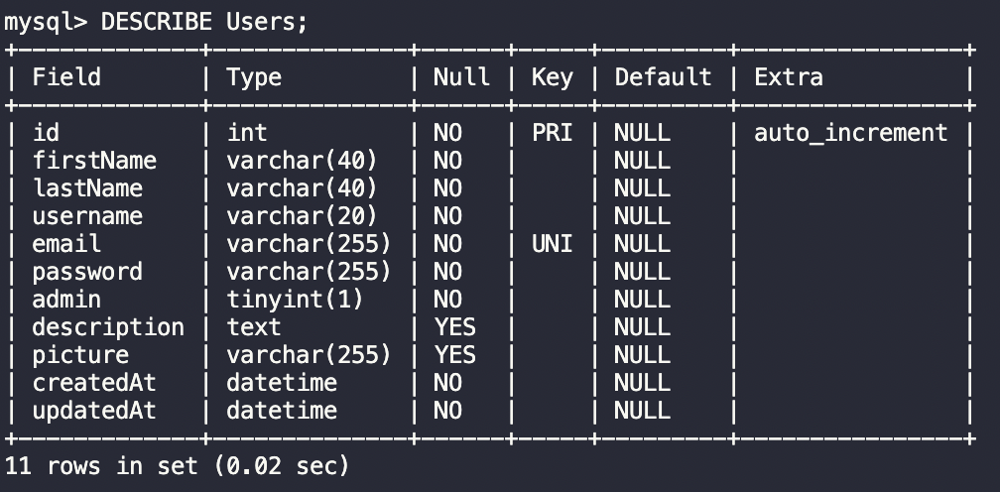 mysql> DESCRIBE Users;
+-------------+--------------+------+-----+---------+----------------+
| Field       | Type         | Null | Key | Default | Extra          |
+-------------+--------------+------+-----+---------+----------------+
| id          | int          | NO   | PRI | NULL    | auto_increment |
| firstName   | varchar(40)  | NO   |     | NULL    |                |
| lastName    | varchar(40)  | NO   |     | NULL    |                |
| username    | varchar(20)  | NO   |     | NULL    |                |
| email       | varchar(255) | NO   | UNI | NULL    |                |
| password    | varchar(255) | NO   |     | NULL    |                |
| admin       | tinyint(1)   | NO   |     | NULL    |                |
| description | text         | YES  |     | NULL    |                |
| picture     | varchar(255) | YES  |     | NULL    |                |
| createdAt   | datetime     | NO   |     | NULL    |                |
| updatedAt   | datetime     | NO   |     | NULL    |                |
+-------------+--------------+------+-----+---------+----------------+
11 rows in set (0.02 sec)